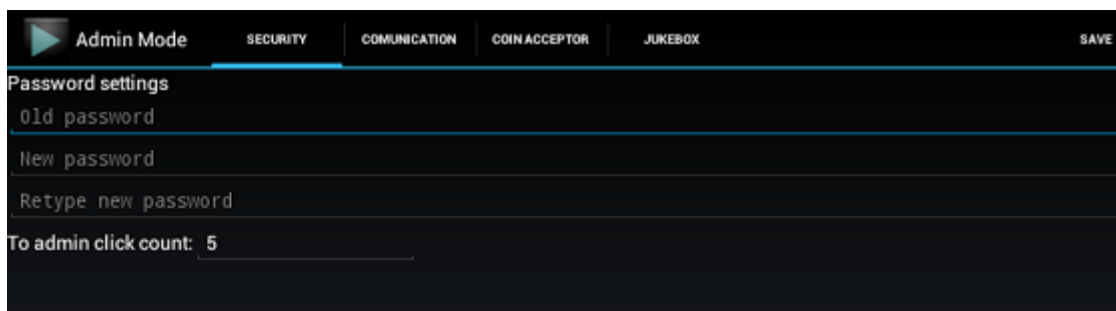 Admin Mode SECURITY COMUNICATION COIN ACCEPTOR JUKEBOX SAVE
Password settings
Old password
New password
Retype new password
To admin click count: 5